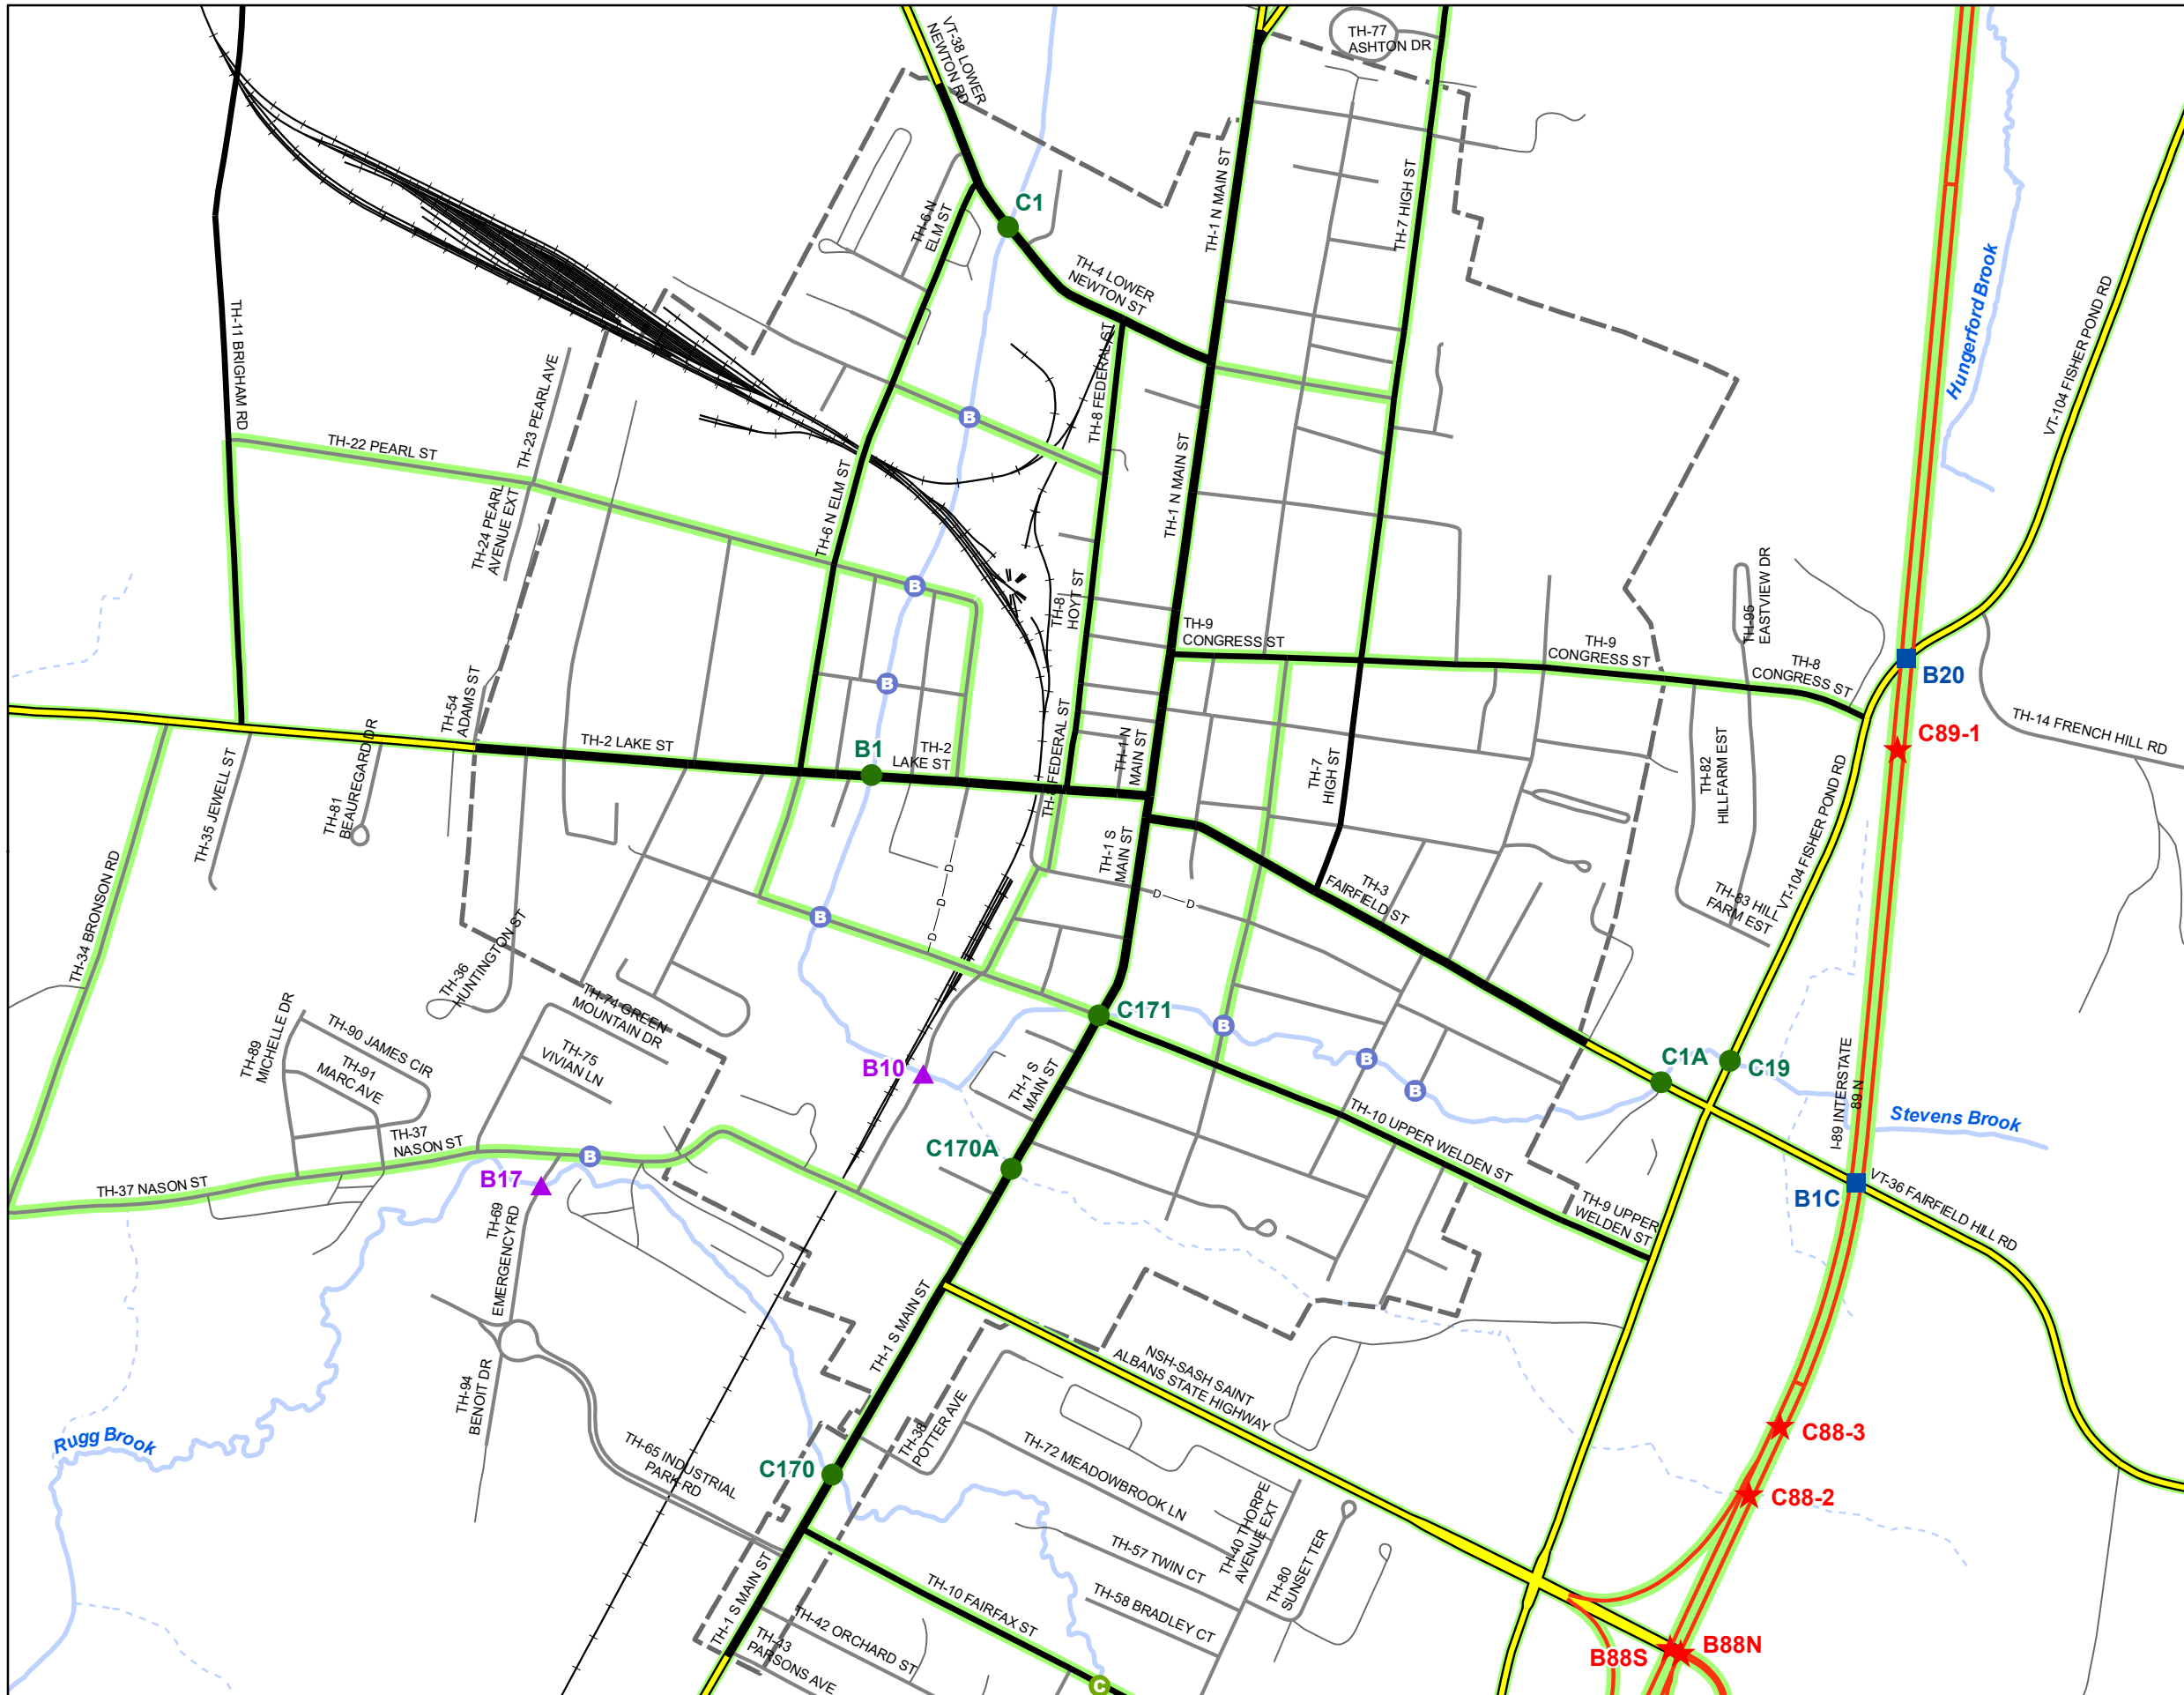 VT-38 LOWER
NEWTON RD
TH-77
ASHTON DR
C1
TH-6 N
ELM ST
TH-4 LOWER
NEWTON ST
TH-1 N MAIN ST
TH-7 HIGH ST
Hungerford Brook
VT-104 FISHER POND RD
TH-11 BRIGHAM RD
TH-22 PEARL ST
TH-23 PEARL AVE
TH-24 PEARL
AVENUE EXT
TH-6 N ELM ST
TH-8 FEDERAL ST
B
TH-1 N MAIN ST
B
TH-8
HOYT ST
B
TH-9
CONGRESS ST
TH-9
CONGRESS ST
TH-95
EASTVIEW DR
TH-8
CONGRESS ST
B20
C89-1
TH-14 FRENCH HILL RD
TH-54
ADAMS ST
TH-2 LAKE ST
B1
TH-2
LAKE ST
TH-8 FEDERAL ST
TH-1 N
MAIN ST
TH-7
HIGH ST
TH-82
HILLFARM EST
VT-104 FISHER POND RD
TH-35 JEWELL ST
TH-81
BEAUREGARD DR
TH-34 BRONSON RD
TH-1 S
MAIN ST
TH-3
FAIRFIELD ST
TH-83 HILL
FARM EST
D
D
D
D
D
B
TH-36
HUNTINGTON ST
TH-74 GREEN
MOUNTAIN DR
C171
B
B
B
TH-89
MICHELLE DR
TH-90 JAMES CIR
TH-91
MARC AVE
TH-75
VIVIAN LN
B10
TH-1 S
MAIN ST
C1A
C19
I-89 INTERSTATE
89 N
Stevens Brook
TH-10 UPPER WELDEN ST
TH-37
NASON ST
TH-37 NASON ST
B
B17
C170A
TH-9 UPPER
WELDEN ST
B1C
VT-36 FAIRFIELD HILL RD
TH-69
EMERGENCY RD
TH-1 S MAIN ST
NSH-SASH SAINT
ALBANS STATE HIGHWAY
TH-94
BENOIT DR
TH-38
POTTER AVE
Rugg Brook
TH-65 INDUSTRIAL
PARK RD
C170
TH-72 MEADOWBROOK LN
TH-40 THORPE
AVENUE EXT
C88-3
C88-2
TH-57 TWIN CT
TH-80
SUNSET TER
TH-1 S MAIN ST
TH-10 FAIRFAX ST
TH-58 BRADLEY CT
TH-42 ORCHARD ST
TH-43
PARSONS AVE
C
B88S
B88N